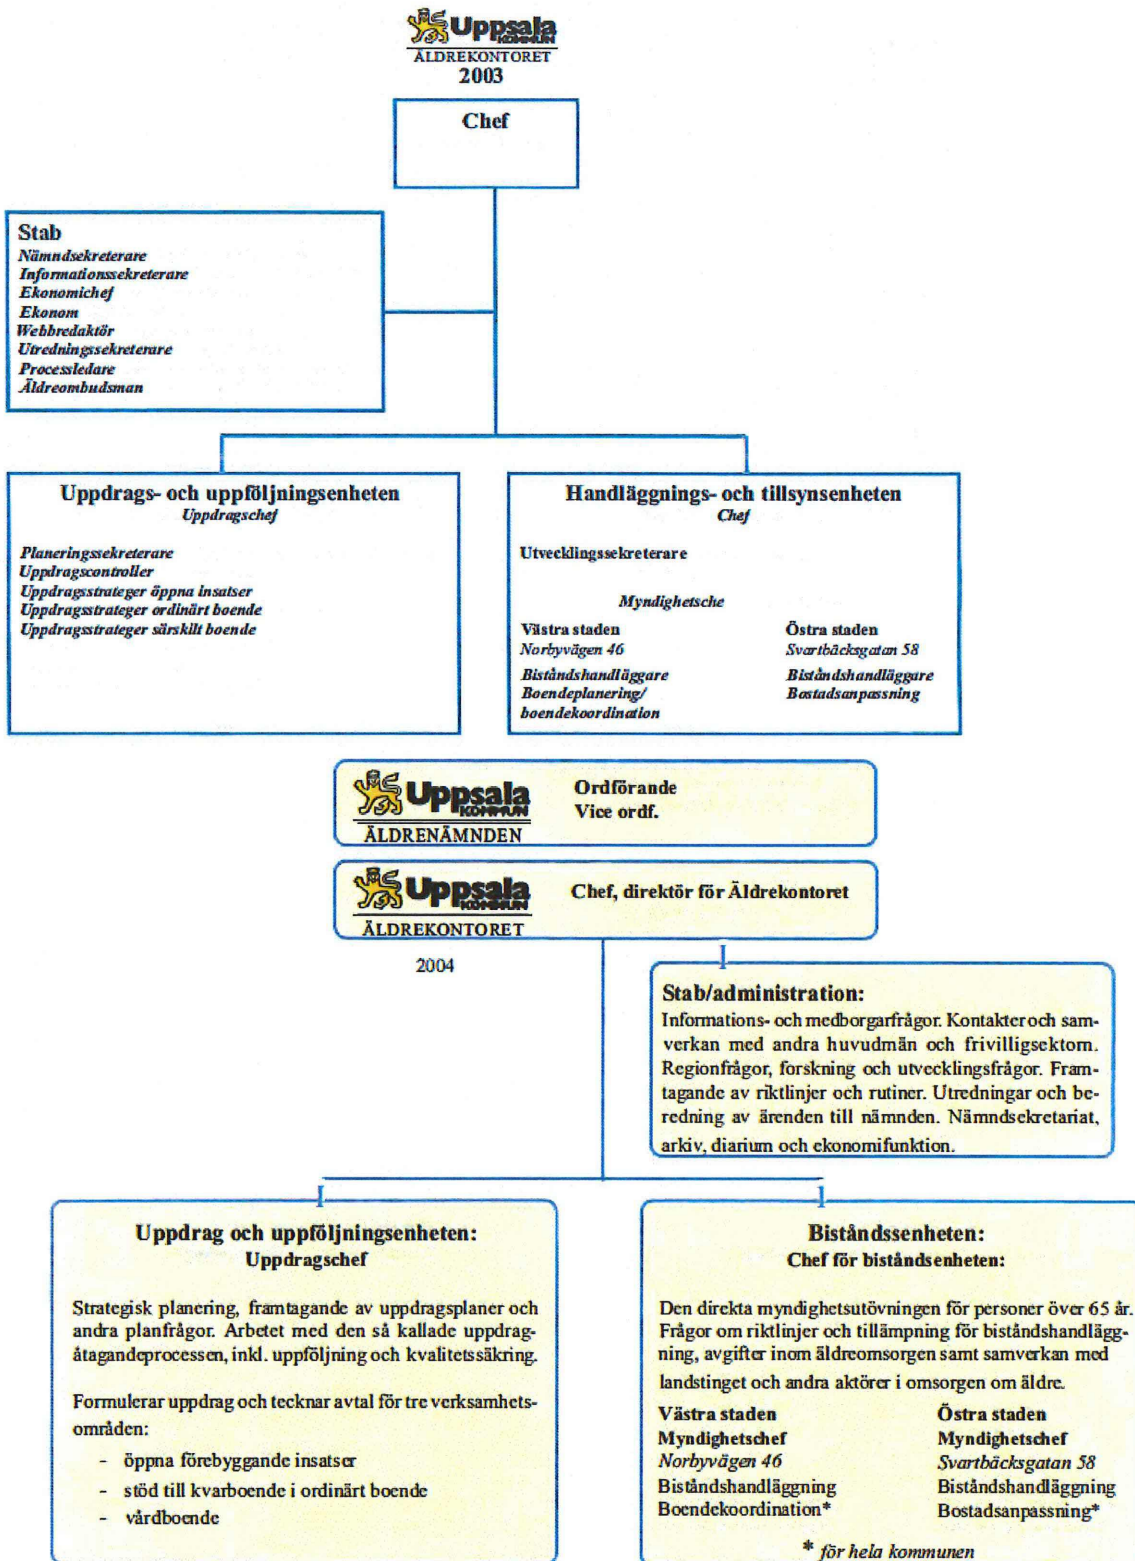 Uppsala
KOMMUN
ÄLDREKONTORET
2003
Chef
Stab
Nämndsekreterare
Informationssekreterare
Ekonomichef
Ekonom
Webbredaktör
Utredningssekreterare
Processledare
Äldreombudsman
Uppdrags- och uppföljningsenheten
Uppdragschef
Planeringssekreterare
Uppdragscontroller
Uppdragsstrateger öppna insatser
Uppdragsstrateger ordinärt boende
Uppdragsstrateger särskilt boende
Handläggnings- och tillsynsenheten
Chef
Utvecklingssekreterare
Myndighetsche
Västra staden
Norbyvägen 46
Biståndshandläggare
Boendeplanering/
boendekoordination
Östra staden
Svartbäcksgatan 58
Biståndshandläggare
Bostadsanpassning
Uppsala
KOMMUN
ÄLDRENÄMNDEN
Ordförande
Vice ordf.
Uppsala
KOMMUN
ÄLDREKONTORET
Chef, direktör för Äldrekontoret
2004
Stab/administration:
Informations- och medborgarfrågor. Kontakter och sam-
verkan med andra huvudmän och frivilligsektorn.
Regionfrågor, forskning och utvecklingsfrågor. Fram-
tagande av riktlinjer och rutiner. Utredningar och be-
redning av ärenden till nämnden. Nämndsekretariat,
arkiv, diarium och ekonomifunktion.
Uppdrag och uppföljningsenheten:
Uppdragschef
Strategisk planering, framtagande av uppdragsplaner och
andra planfrågor. Arbetet med den så kallade uppdrag-
åtagandeprocessen, inkl. uppföljning och kvalitetssäkring.
Formulerar uppdrag och tecknar avtal för tre verksamhets-
områden:
- öppna förebyggande insatser
- stöd till kvarboende i ordinärt boende
- vårdboende
Biståndssenheten:
Chef för biståndsenheten:
Den direkta myndighetsutövningen för personer över 65 år.
Frågor om riktlinjer och tillämpning för biståndshandlägg-
ning, avgifter inom äldreomsorgen samt samverkan med
landstinget och andra aktörer i omsorgen om äldre.
Västra staden
Myndighetschef
Norbyvägen 46
Biståndshandläggning
Boendekoordination*
Östra staden
Myndighetschef
Svartbäcksgatan 58
Biståndshandläggning
Bostadsanpassning*
* för hela kommunen